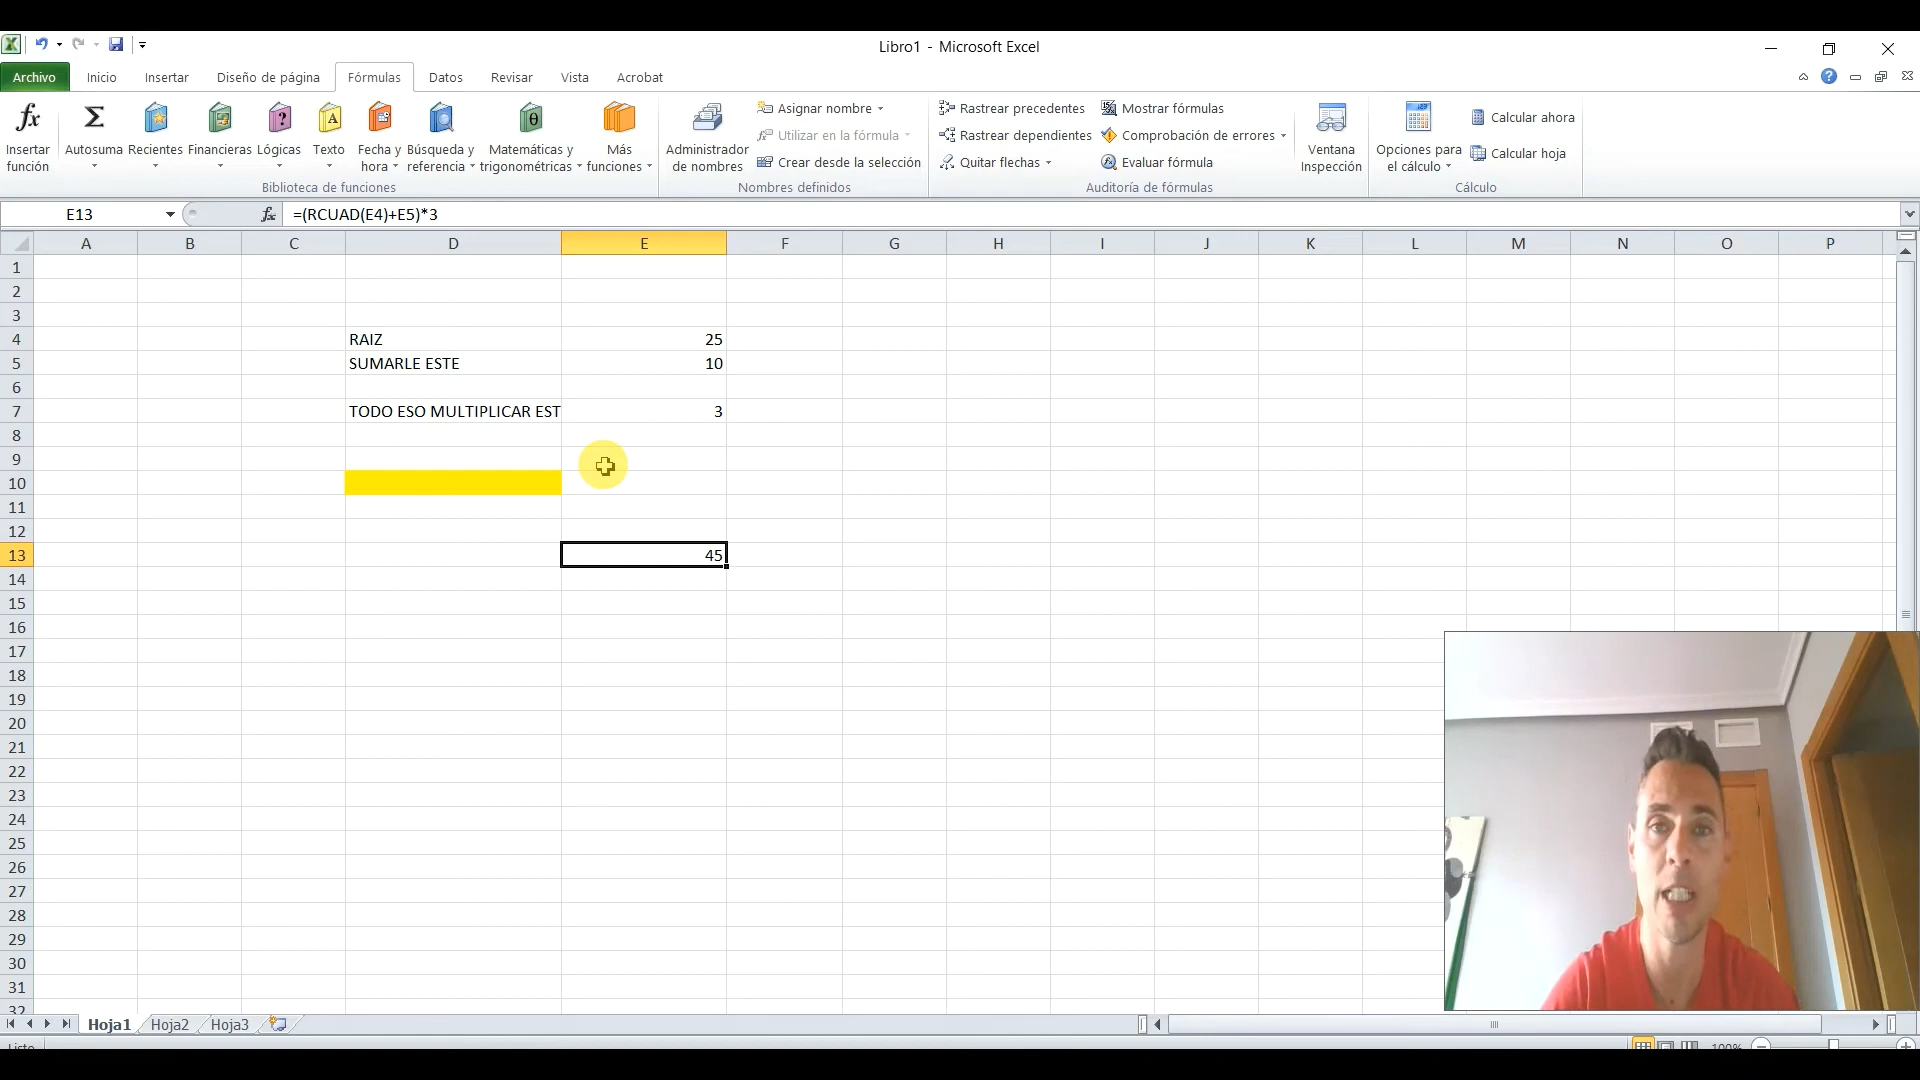 Libro1 - Microsoft Excel
Archivo Inicio Insertar Diseño de página Fórmulas Datos Revisar Vista Acrobat
fx Insertar función
Σ Autosuma
Recientes
Financieras
Lógicas
Texto
Fecha y hora
Búsqueda y referencia
Matemáticas y trigonométricas
Más funciones
Biblioteca de funciones
Administrador de nombres
Asignar nombre
Utilizar en la fórmula
Crear desde la selección
Nombres definidos
Rastrear precedentes
Rastrear dependientes
Quitar flechas
Mostrar fórmulas
Comprobación de errores
Evaluar fórmula
Auditoría de fórmulas
Ventana Inspección
Opciones para el cálculo
Calcular ahora
Calcular hoja
Cálculo
E13 fx =(RCUAD(E4)+E5)*3
A B C D E F G H I J K L M N O P
1
2
3
4 RAIZ 25
5 SUMARLE ESTE 10
6
7 TODO ESO MULTIPLICAR EST 3
8
9
10
11
12
13 45
14
15
16
17
18
19
20
21
22
23
24
25
26
27
28
29
30
31
32
Hoja1 Hoja2 Hoja3
Listo 100%